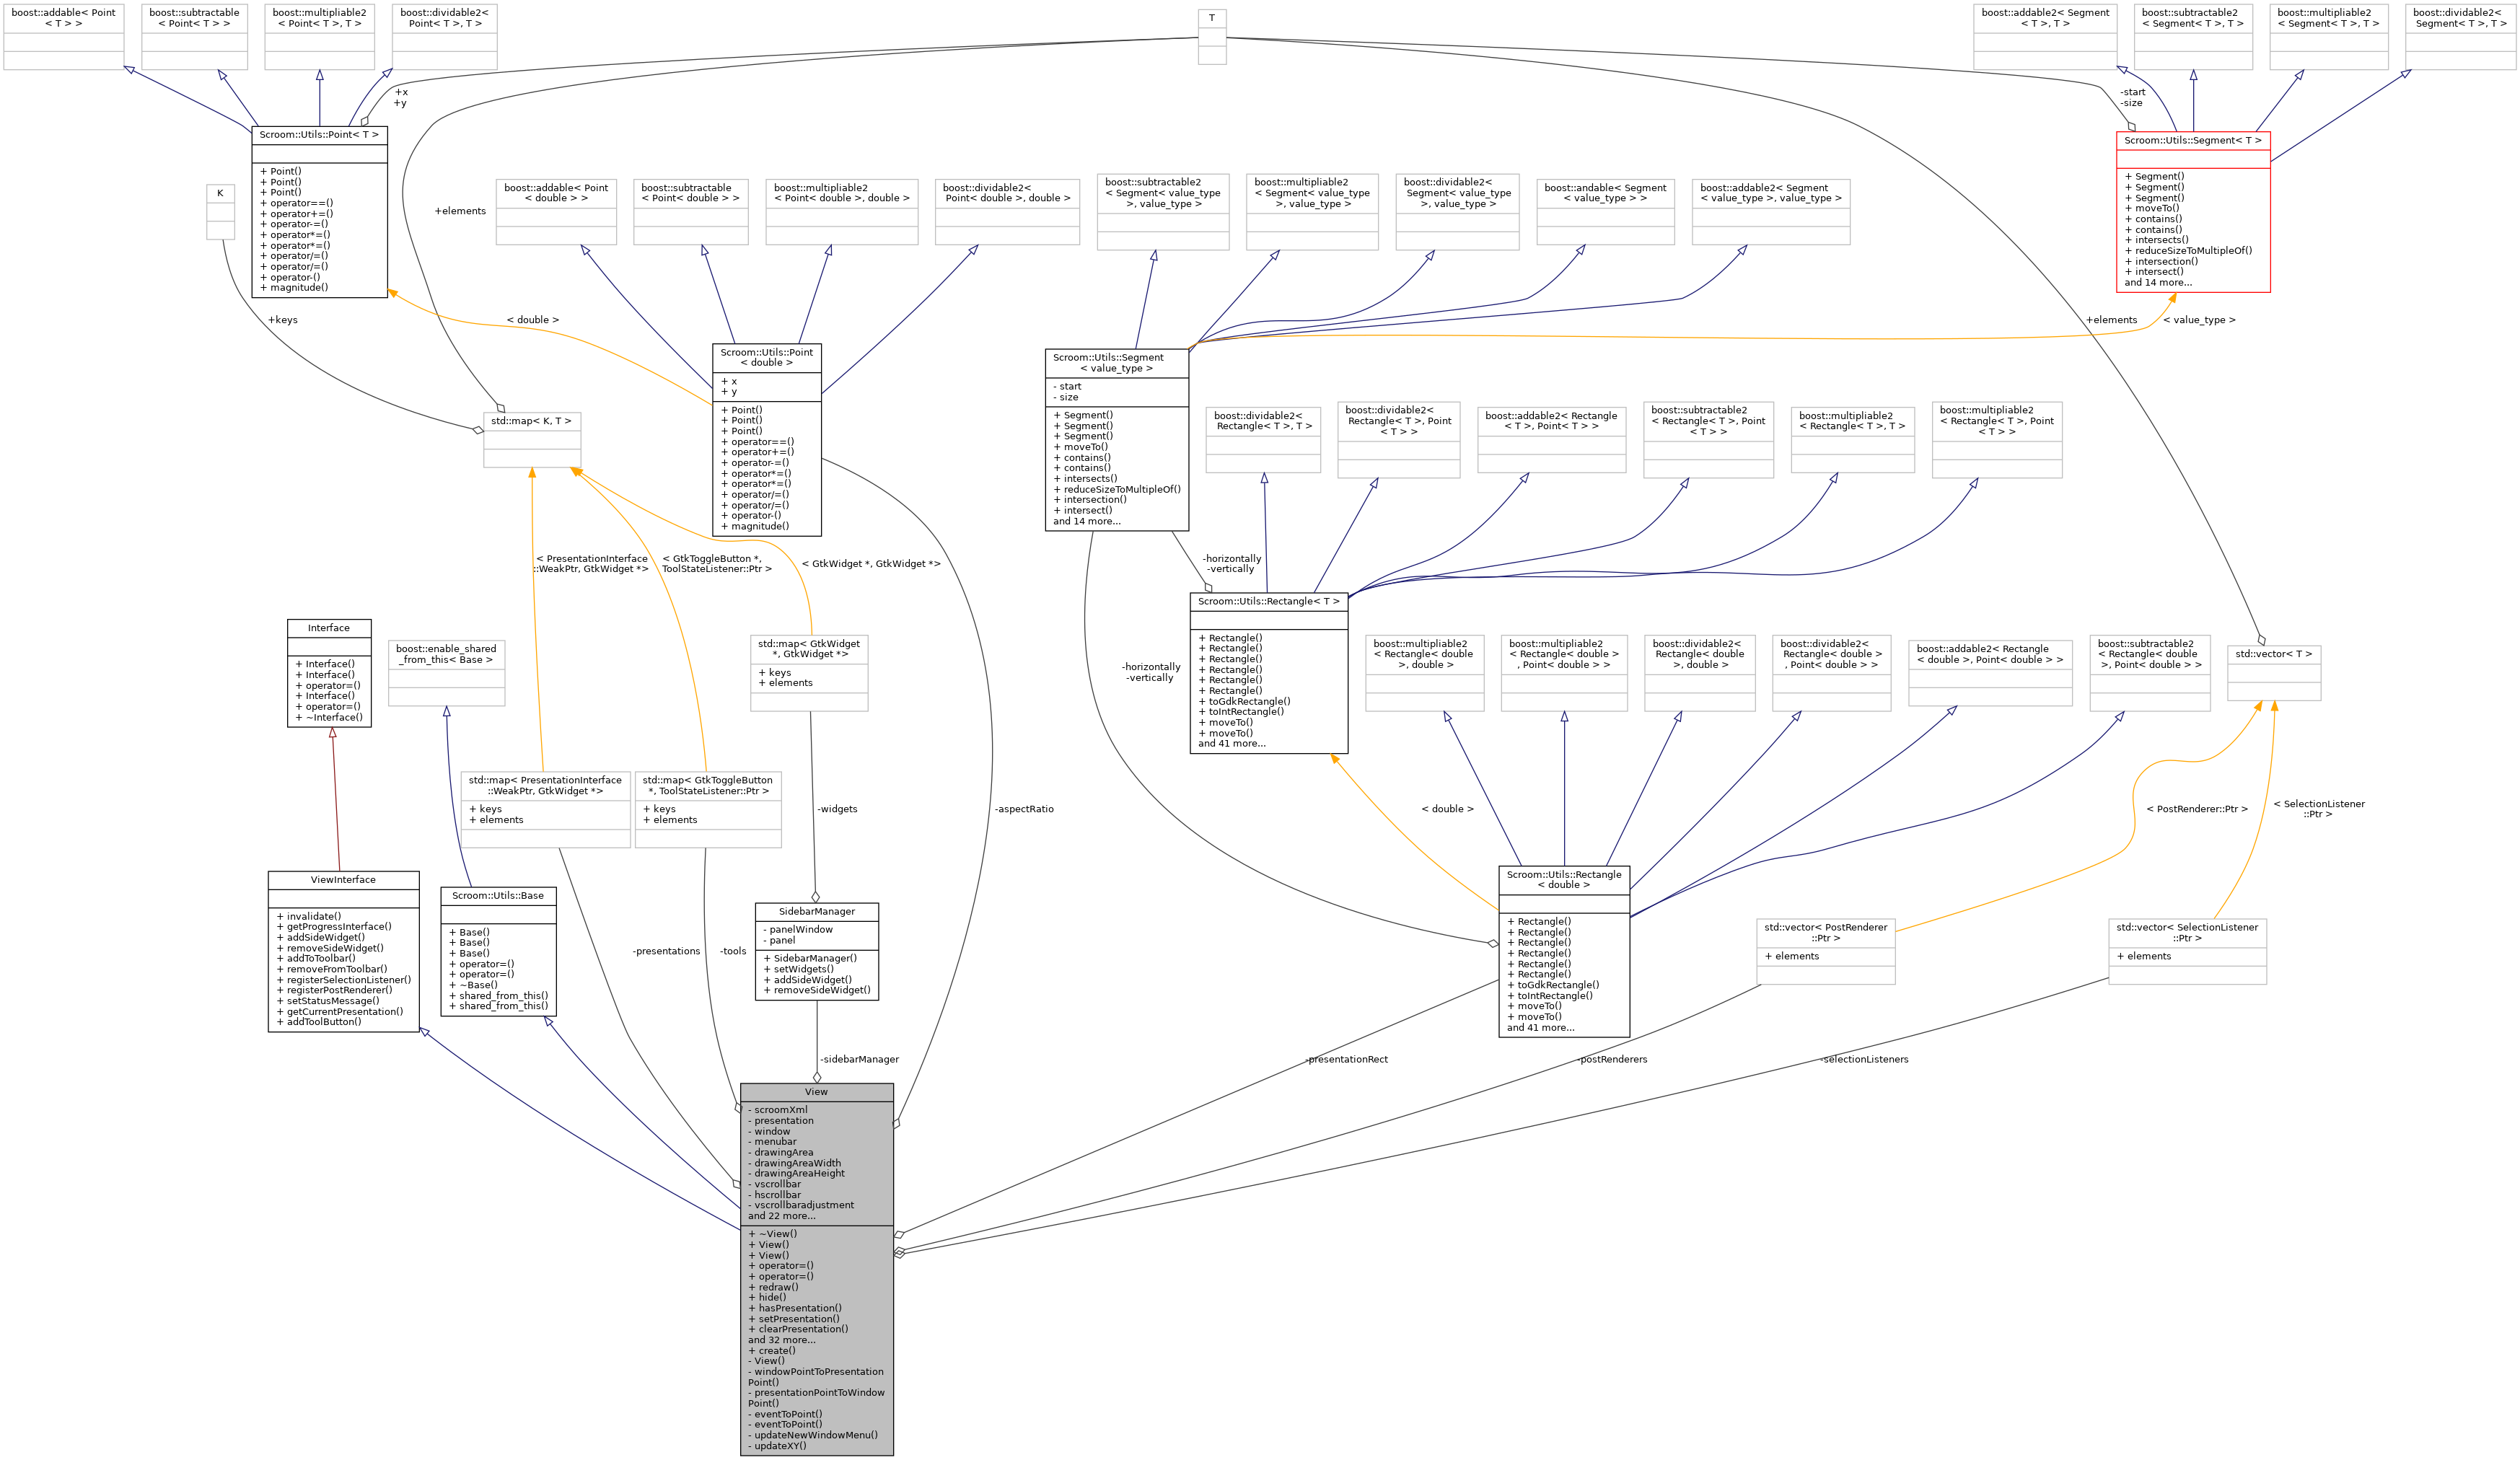 boost::addable< Point
< T > >
boost::subtractable
< Point< T > >
boost::multipliable2
< Point< T >, T >
boost::dividable2<
Point< T >, T >
T
boost::addable2< Segment
< T >, T >
boost::subtractable2
< Segment< T >, T >
boost::multipliable2
< Segment< T >, T >
boost::dividable2<
Segment< T >, T >
+x
+y
-start
-size
Scroom::Utils::Point< T >
+ Point()
+ Point()
+ Point()
+ operator==()
+ operator+=()
+ operator-=()
+ operator*=()
+ operator*=()
+ operator/=()
+ operator/=()
+ operator-()
+ magnitude()
Scroom::Utils::Segment< T >
+ Segment()
+ Segment()
+ Segment()
+ moveTo()
+ contains()
+ contains()
+ intersects()
+ reduceSizeToMultipleOf()
+ intersection()
+ intersect()
and 14 more...
K
+elements
boost::addable< Point
< double > >
boost::subtractable
< Point< double > >
boost::multipliable2
< Point< double >, double >
boost::dividable2<
Point< double >, double >
boost::subtractable2
< Segment< value_type
>, value_type >
boost::multipliable2
< Segment< value_type
>, value_type >
boost::dividable2<
Segment< value_type
>, value_type >
boost::andable< Segment
< value_type > >
boost::addable2< Segment
< value_type >, value_type >
+keys
< double >
+elements
< value_type >
Scroom::Utils::Point
< double >
+ x
+ y
+ Point()
+ Point()
+ Point()
+ operator==()
+ operator+=()
+ operator-=()
+ operator*=()
+ operator*=()
+ operator/=()
+ operator/=()
+ operator-()
+ magnitude()
Scroom::Utils::Segment
< value_type >
- start
- size
+ Segment()
+ Segment()
+ Segment()
+ moveTo()
+ contains()
+ contains()
+ intersects()
+ reduceSizeToMultipleOf()
+ intersection()
+ intersect()
and 14 more...
std::map< K, T >
boost::dividable2<
Rectangle< T >, T >
boost::dividable2<
Rectangle< T >, Point
< T > >
boost::addable2< Rectangle
< T >, Point< T > >
boost::subtractable2
< Rectangle< T >, Point
< T > >
boost::multipliable2
< Rectangle< T >, T >
boost::multipliable2
< Rectangle< T >, Point
< T > >
< PresentationInterface
::WeakPtr, GtkWidget *>
< GtkToggleButton *,
ToolStateListener::Ptr >
< GtkWidget *, GtkWidget *>
-horizontally
-vertically
Scroom::Utils::Rectangle< T >
+ Rectangle()
+ Rectangle()
+ Rectangle()
+ Rectangle()
+ Rectangle()
+ Rectangle()
+ toGdkRectangle()
+ toIntRectangle()
+ moveTo()
+ moveTo()
and 41 more...
Interface
+ Interface()
+ Interface()
+ operator=()
+ Interface()
+ operator=()
+ ~Interface()
boost::enable_shared
_from_this< Base >
std::map< GtkWidget
*, GtkWidget *>
+ keys
+ elements
-horizontally
-vertically
boost::multipliable2
< Rectangle< double
>, double >
boost::multipliable2
< Rectangle< double >
, Point< double > >
boost::dividable2<
Rectangle< double
>, double >
boost::dividable2<
Rectangle< double >
, Point< double > >
boost::addable2< Rectangle
< double >, Point< double > >
boost::subtractable2
< Rectangle< double
>, Point< double > >
std::vector< T >
std::map< PresentationInterface
::WeakPtr, GtkWidget *>
+ keys
+ elements
std::map< GtkToggleButton
*, ToolStateListener::Ptr >
+ keys
+ elements
-widgets
-aspectRatio
< double >
< PostRenderer::Ptr >
< SelectionListener
::Ptr >
ViewInterface
+ invalidate()
+ getProgressInterface()
+ addSideWidget()
+ removeSideWidget()
+ addToToolbar()
+ removeFromToolbar()
+ registerSelectionListener()
+ registerPostRenderer()
+ setStatusMessage()
+ getCurrentPresentation()
+ addToolButton()
Scroom::Utils::Base
+ Base()
+ Base()
+ Base()
+ operator=()
+ operator=()
+ ~Base()
+ shared_from_this()
+ shared_from_this()
-presentations
-tools
SidebarManager
- panelWindow
- panel
+ SidebarManager()
+ setWidgets()
+ addSideWidget()
+ removeSideWidget()
Scroom::Utils::Rectangle
< double >
+ Rectangle()
+ Rectangle()
+ Rectangle()
+ Rectangle()
+ Rectangle()
+ Rectangle()
+ toGdkRectangle()
+ toIntRectangle()
+ moveTo()
+ moveTo()
and 41 more...
std::vector< PostRenderer
::Ptr >
+ elements
std::vector< SelectionListener
::Ptr >
+ elements
-sidebarManager
-presentationRect
-postRenderers
-selectionListeners
View
- scroomXml
- presentation
- window
- menubar
- drawingArea
- drawingAreaWidth
- drawingAreaHeight
- vscrollbar
- hscrollbar
- vscrollbaradjustment
and 22 more...
+ ~View()
+ View()
+ View()
+ operator=()
+ operator=()
+ redraw()
+ hide()
+ hasPresentation()
+ setPresentation()
+ clearPresentation()
and 32 more...
+ create()
- View()
- windowPointToPresentation
Point()
- presentationPointToWindow
Point()
- eventToPoint()
- eventToPoint()
- updateNewWindowMenu()
- updateXY()